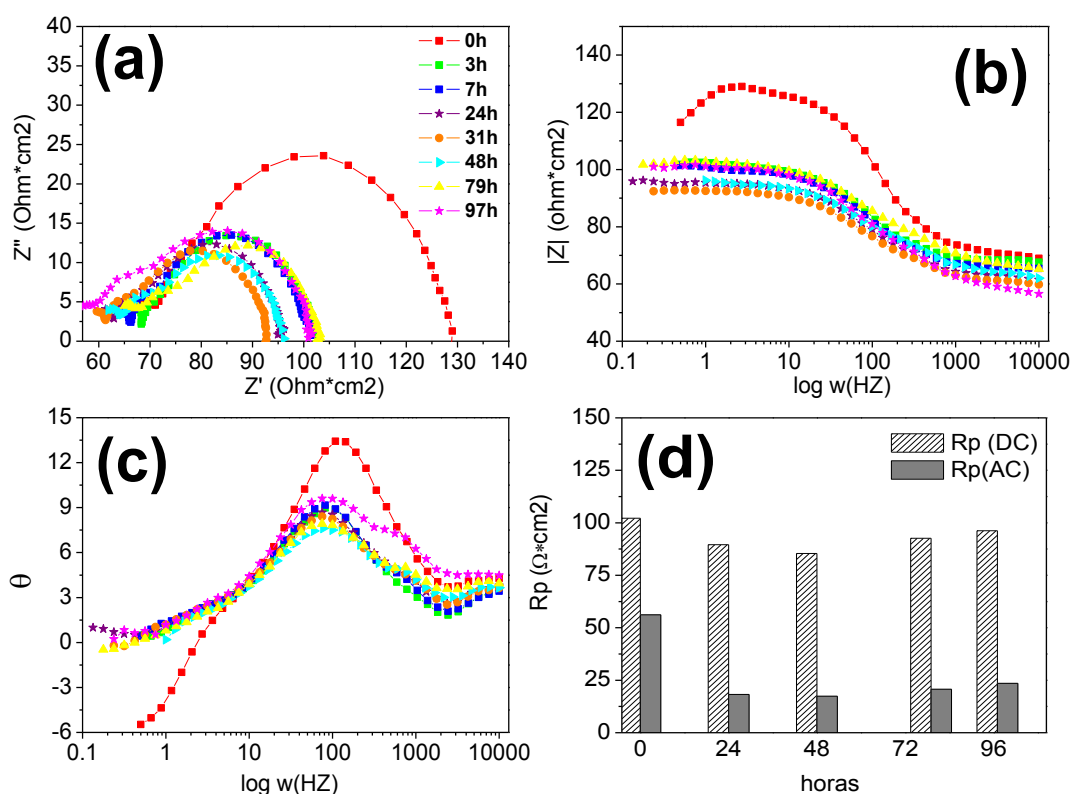 (a)
40
35
30
25
20
15
10
5
0
Z'' (Ohm*cm2)
60 70 80 90 100 110 120 130 140
Z' (Ohm*cm2)
0h
3h
7h
24h
31h
48h
79h
97h
(b)
140
120
100
80
60
40
|Z| (ohm*cm2)
0.1 1 10 100 1000 10000
log w(HZ)
(c)
15
12
9
6
3
0
-3
-6
θ
0.1 1 10 100 1000 10000
log w(HZ)
(d)
150
125
100
75
50
25
0
Rp (Ω*cm2)
Rp (DC)
Rp(AC)
0 24 48 72 96
horas